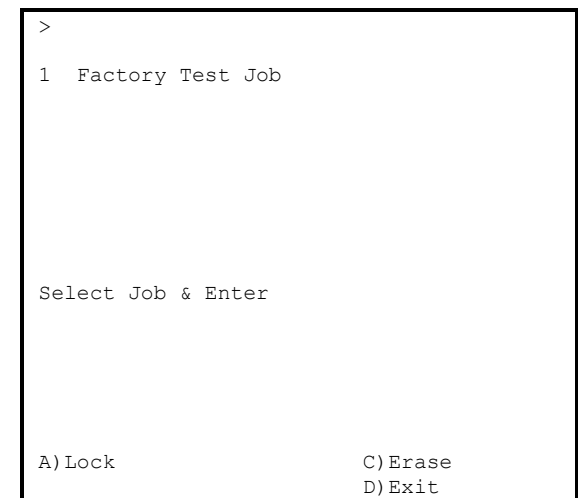 >
1  Factory Test Job
Select Job & Enter
A)Lock C)Erase
D)Exit